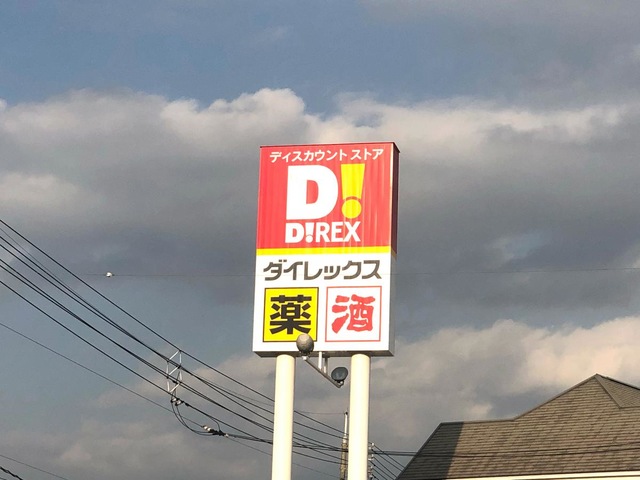 ディスカウント ストア
D!
D!REX
ダイレックス
薬 酒